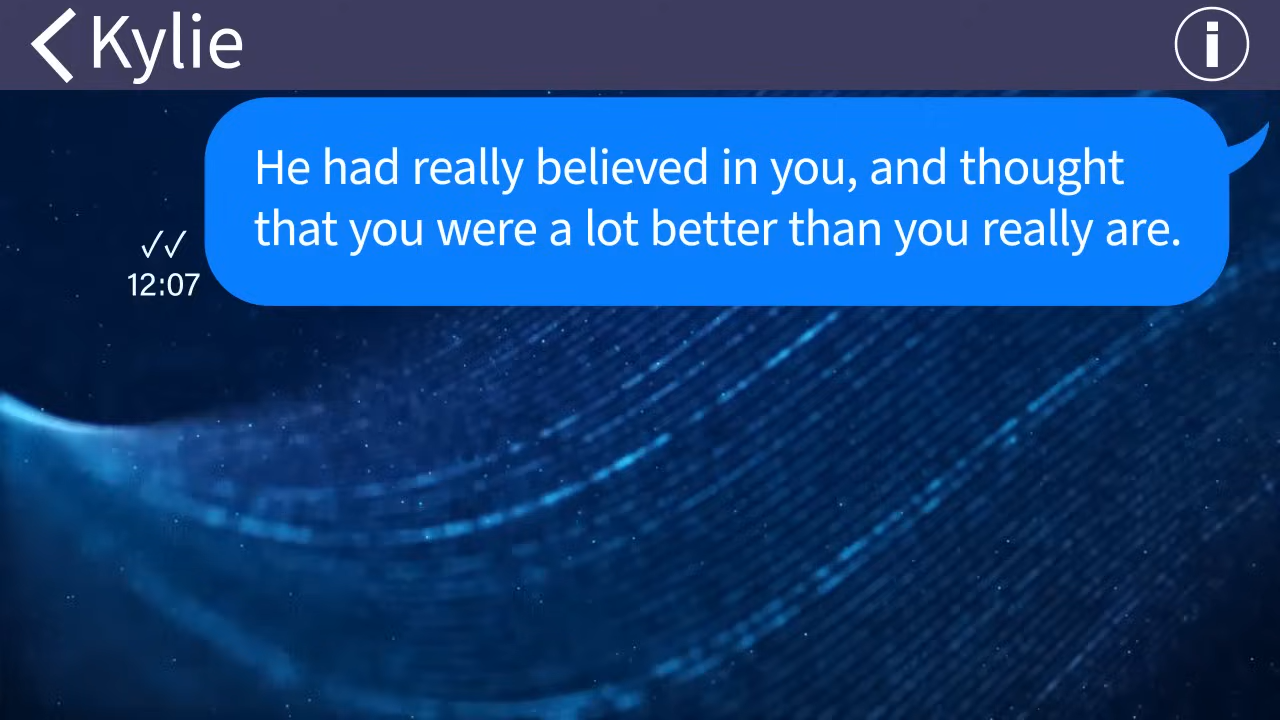 Kylie
He had really believed in you, and thought
that you were a lot better than you really are.
✓✓
12:07